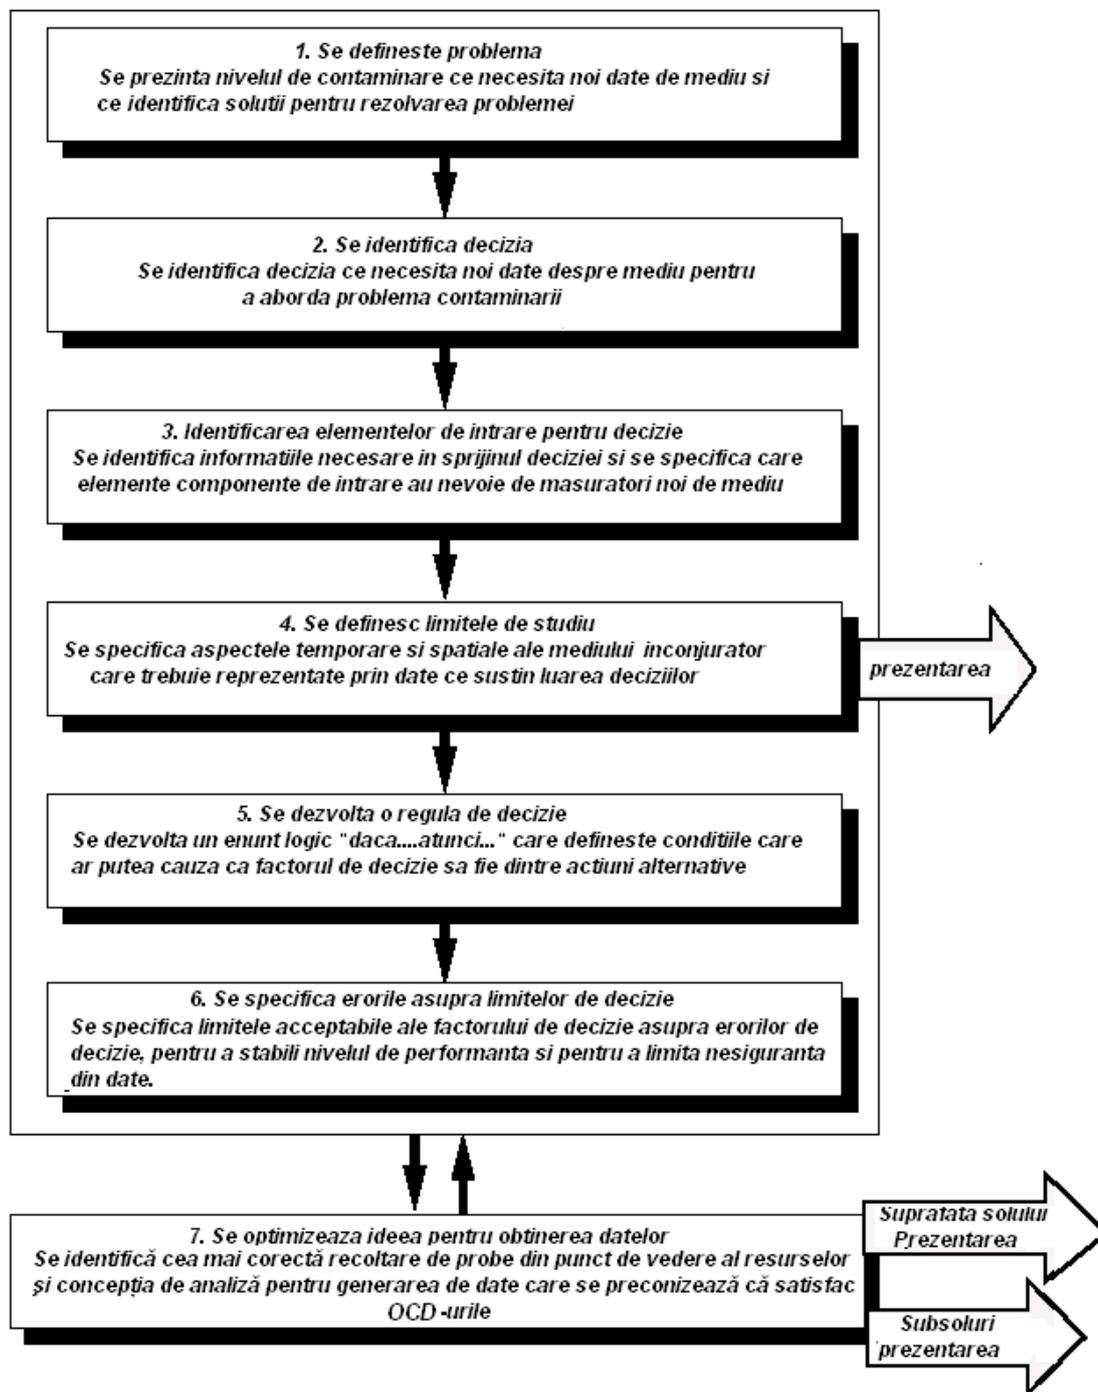 1. Se defineste problema
Se prezinta nivelul de contaminare ce necesita noi date de mediu si
ce identifica solutii pentru rezolvarea problemei
2. Se identifica decizia
Se identifica decizia ce necesita noi date despre mediu pentru
a aborda problema contaminarii
3. Identificarea elementelor de intrare pentru decizie
Se identifica informatiile necesare in sprijinul deciziei si se specifica care
elemente componente de intrare au nevoie de masuratori noi de mediu
4. Se definesc limitele de studiu
Se specifica aspectele temporare si spatiale ale mediului inconjurator
care trebuie reprezentate prin date ce sustin luarea deciziilor
prezentarea
5. Se dezvolta o regula de decizie
Se dezvolta un enunt logic "daca....atunci..." care defineste conditiile care
ar putea cauza ca factorul de decizie sa fie dintre actiuni alternative
6. Se specifica erorile asupra limitelor de decizie
Se specifica limitele acceptabile ale factorului de decizie asupra erorilor de
decizie, pentru a stabili nivelul de performanta si pentru a limita nesiguranta
din date.
7. Se optimizeaza ideea pentru obtinerea datelor
Se identifică cea mai corectă recoltare de probe din punct de vedere al resurselor
şi concepţia de analiză pentru generarea de date care se preconizează că satisfac
OCD-urile
Supratata solului
Prezentarea
Subsoluri
prezentarea